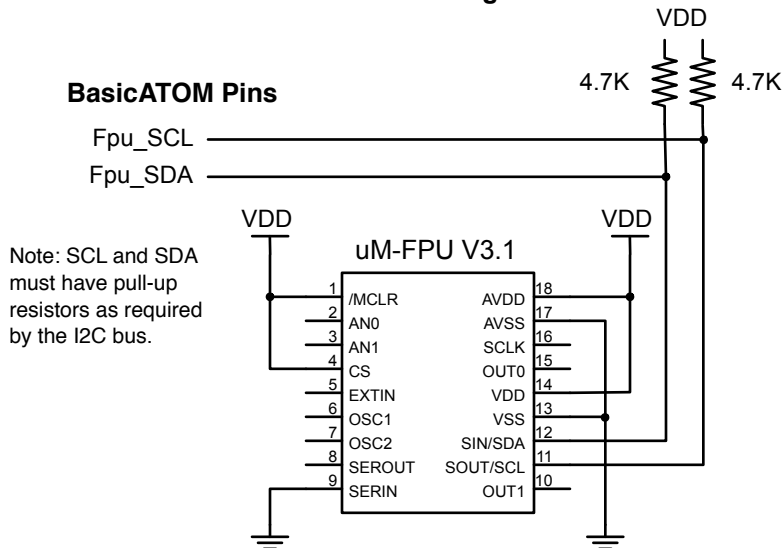 VDD
4.7K
4.7K
BasicATOM Pins
Fpu_SCL
Fpu_SDA
VDD
VDD
Note: SCL and SDA
must have pull-up
resistors as required
by the I2C bus.
uM-FPU V3.1
1 /MCLR AVDD 18
2 AN0 AVSS 17
3 AN1 SCLK 16
4 CS OUT0 15
5 EXTIN VDD 14
6 OSC1 VSS 13
7 OSC2 SIN/SDA 12
8 SEROUT SOUT/SCL 11
9 SERIN OUT1 10